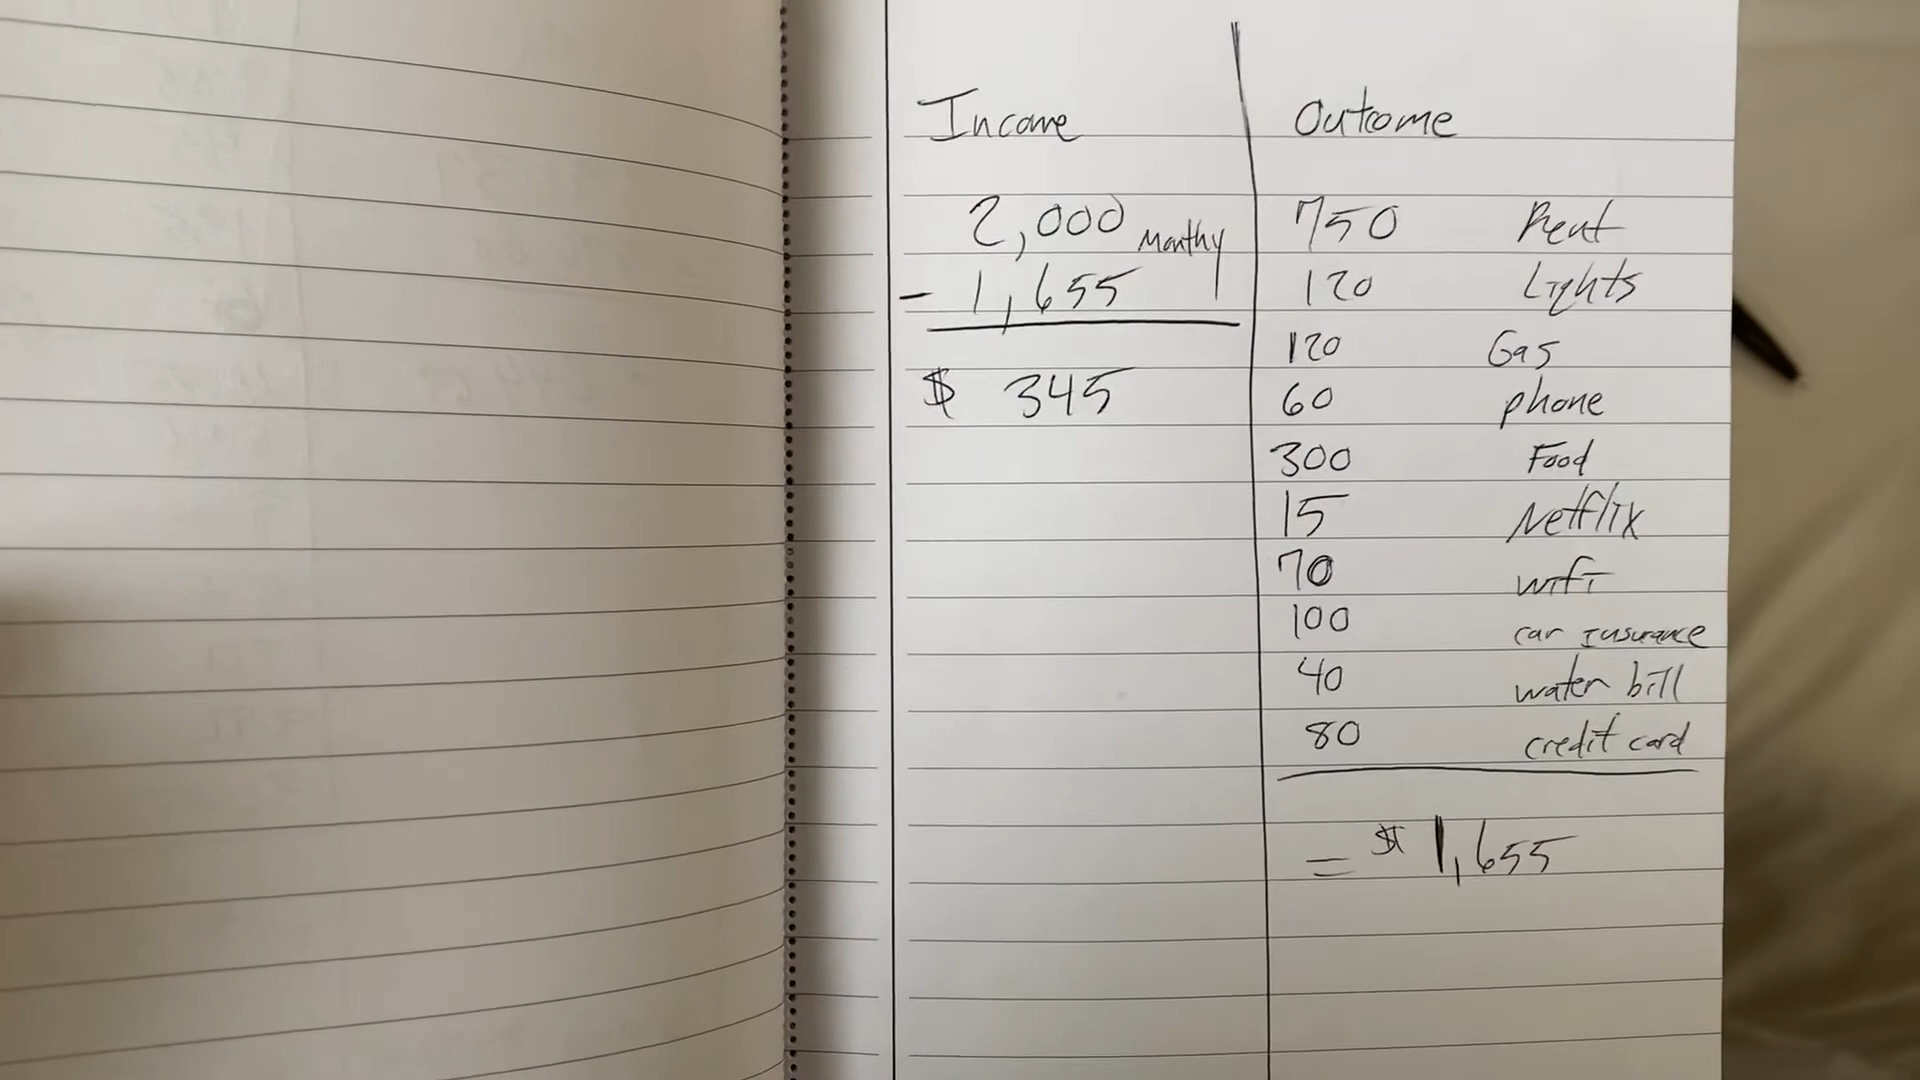 Income
2,000 Monthy
- 1,655
$ 345
Outcome
750 Rent
120 Lights
120 Gas
60 phone
300 Food
15 Netflix
70 wifi
100 car insurance
40 water bill
80 credit card
= $ 1,655